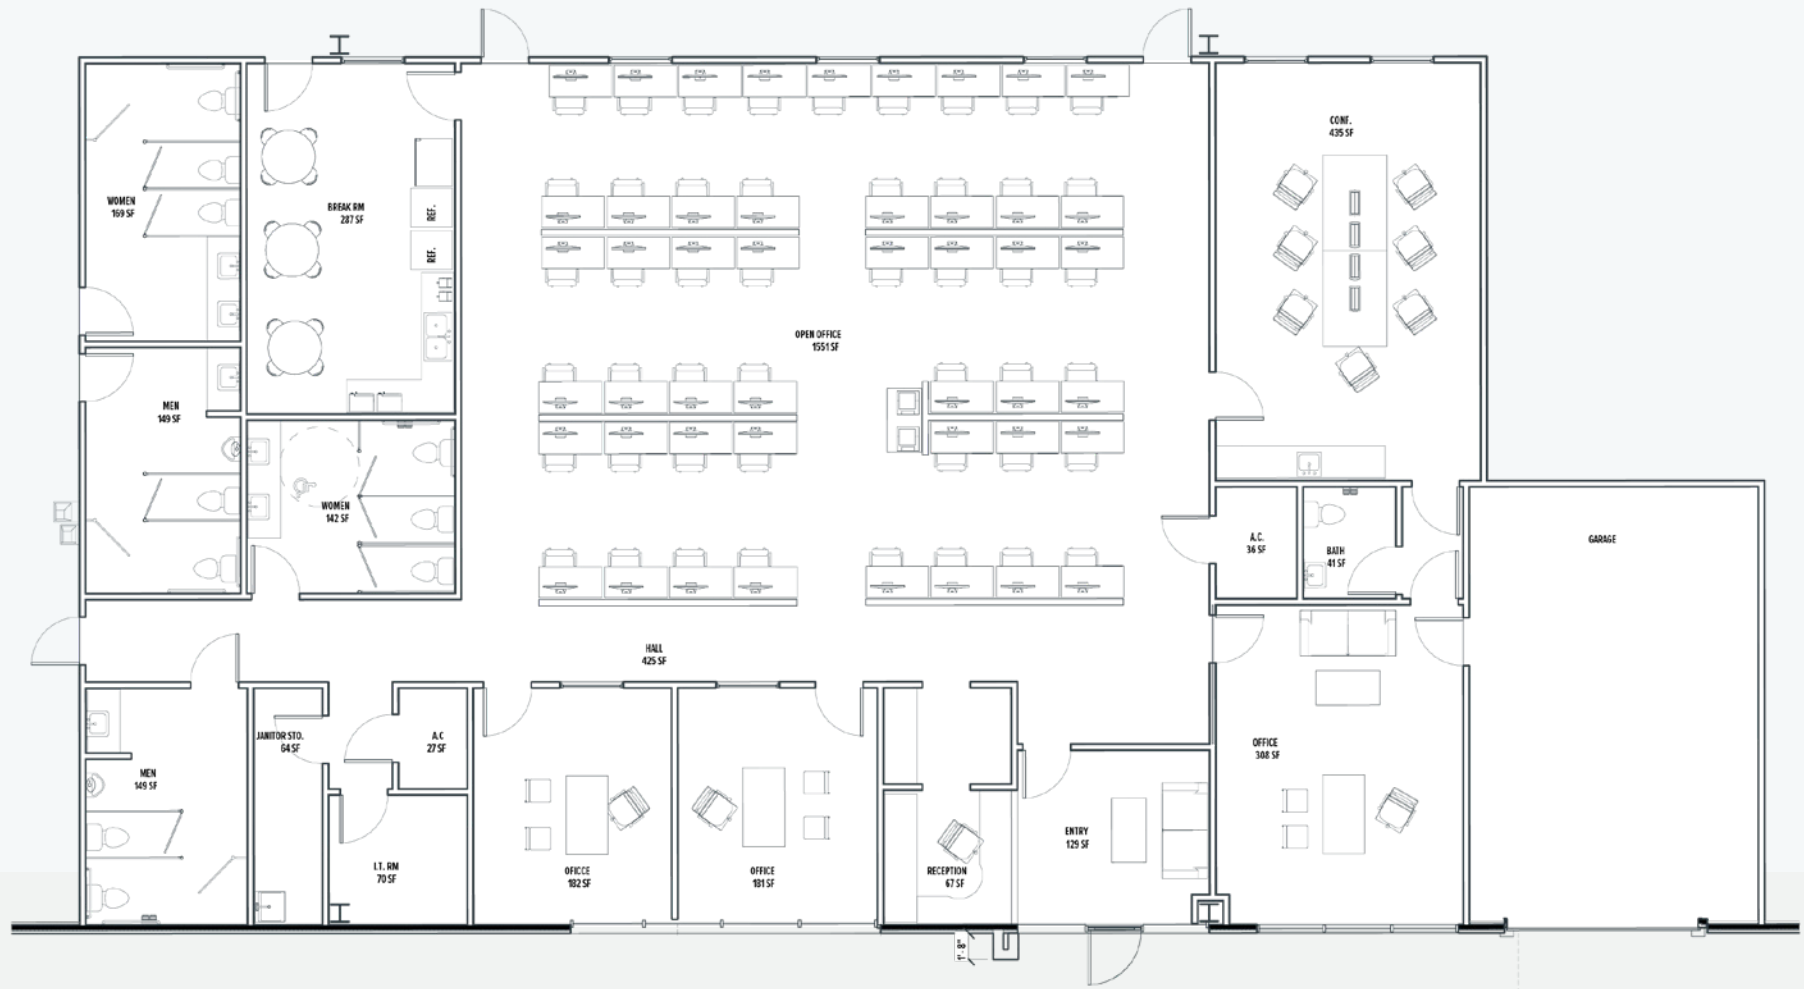 CONF.
435 SF
WOMEN
169 SF
BREAK RM
287 SF
REF.
REF.
OPEN OFFICE
1551 SF
MEN
149 SF
WOMEN
142 SF
A.C.
36 SF
BATH
41 SF
GARAGE
HALL
425 SF
JANITOR STO.
64 SF
A.C
27 SF
OFFICE
308 SF
MEN
149 SF
I.T. RM
70 SF
OFICCE
182 SF
OFFICE
181 SF
RECEPTION
67 SF
ENTRY
129 SF
1'-8"